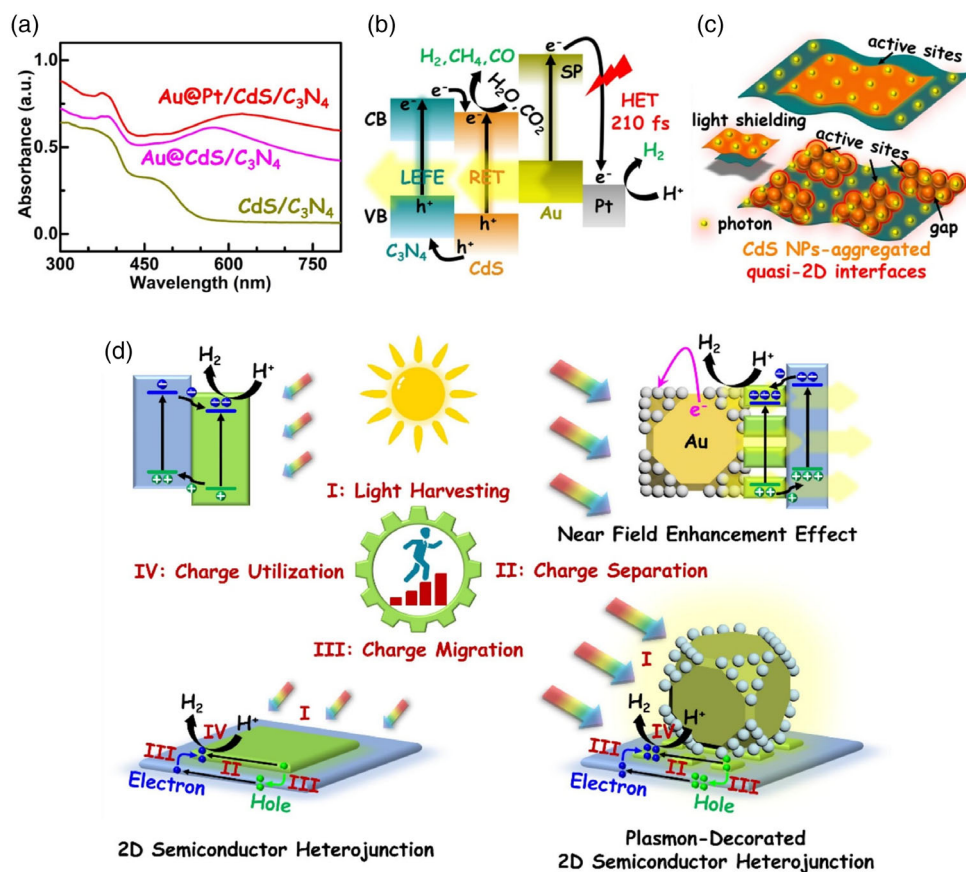 (a)
Absorbance (a.u.)
1.0
0.5
0.0
Au@Pt/CdS/C₃N₄
Au@CdS/C₃N₄
CdS/C₃N₄
300 450 600 750
Wavelength (nm)
(b)
H₂,CH₄,CO
H₂O,CO₂
e⁻
SP
HET
210 fs
CB
e⁻
e⁻
e⁻
e⁻
H₂
LEFE
RET
H⁺
VB
h⁺
h⁺
Au
Pt
C₃N₄
h⁺
CdS
(c)
active sites
light shielding
active sites
photon
gap
CdS NPs-aggregated
quasi-2D interfaces
(d)
H₂
H⁺
H₂
H⁺
e⁻
Au
I: Light Harvesting
Near Field Enhancement Effect
IV: Charge Utilization
II: Charge Separation
III: Charge Migration
I
H₂
H⁺
IV
III
II
III
Electron
Hole
2D Semiconductor Heterojunction
I
H₂
H⁺
IV
III
II
III
Electron
Hole
Plasmon-Decorated
2D Semiconductor Heterojunction